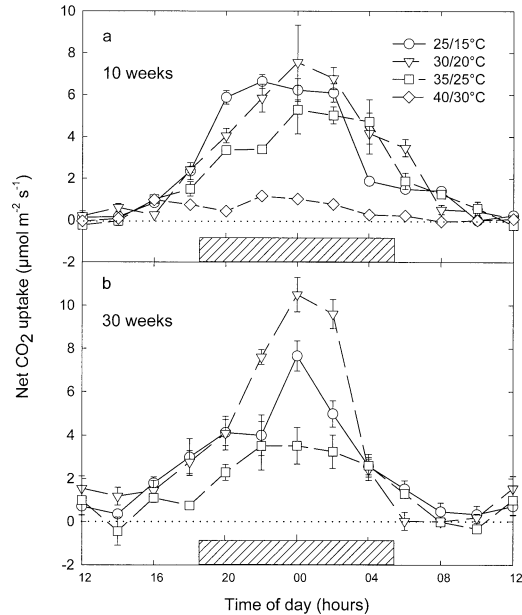 Net CO2 uptake (μmol m⁻² s⁻¹)
10
8
6
4
2
0
-2
a
10 weeks
25/15°C
30/20°C
35/25°C
40/30°C
10
8
6
4
2
0
-2
b
30 weeks
12
16
20
00
04
08
12
Time of day (hours)